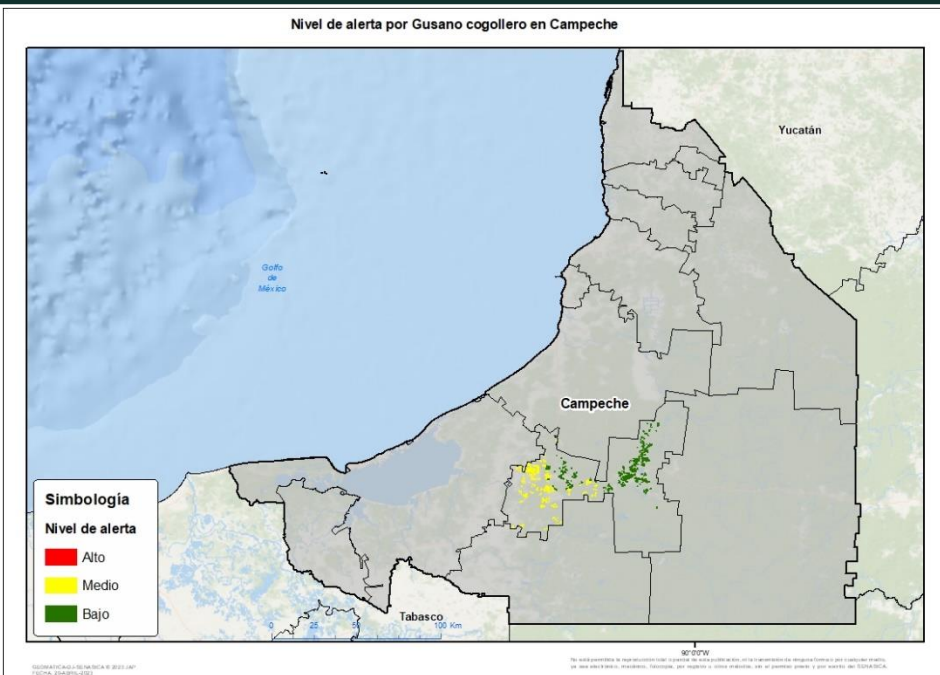 Nivel de alerta por Gusano cogollero en Campeche
Yucatán
Golfo
de
México
Campeche
Simbología
Nivel de alerta
Alto
Medio
Bajo
Tabasco
0 25 50 100 Km
90°0'0"W